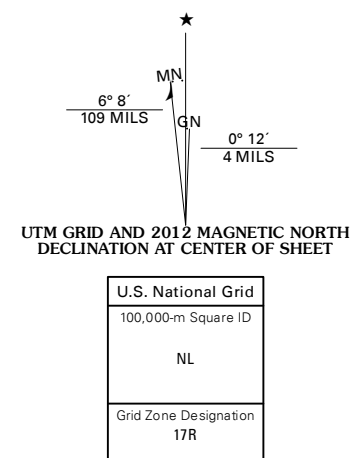 ★
M.N.
6° 8´
109 MILS
GN
0° 12´
4 MILS
UTM GRID AND 2012 MAGNETIC NORTH
DECLINATION AT CENTER OF SHEET
U.S. National Grid
100,000-m Square ID
NL
Grid Zone Designation
17R